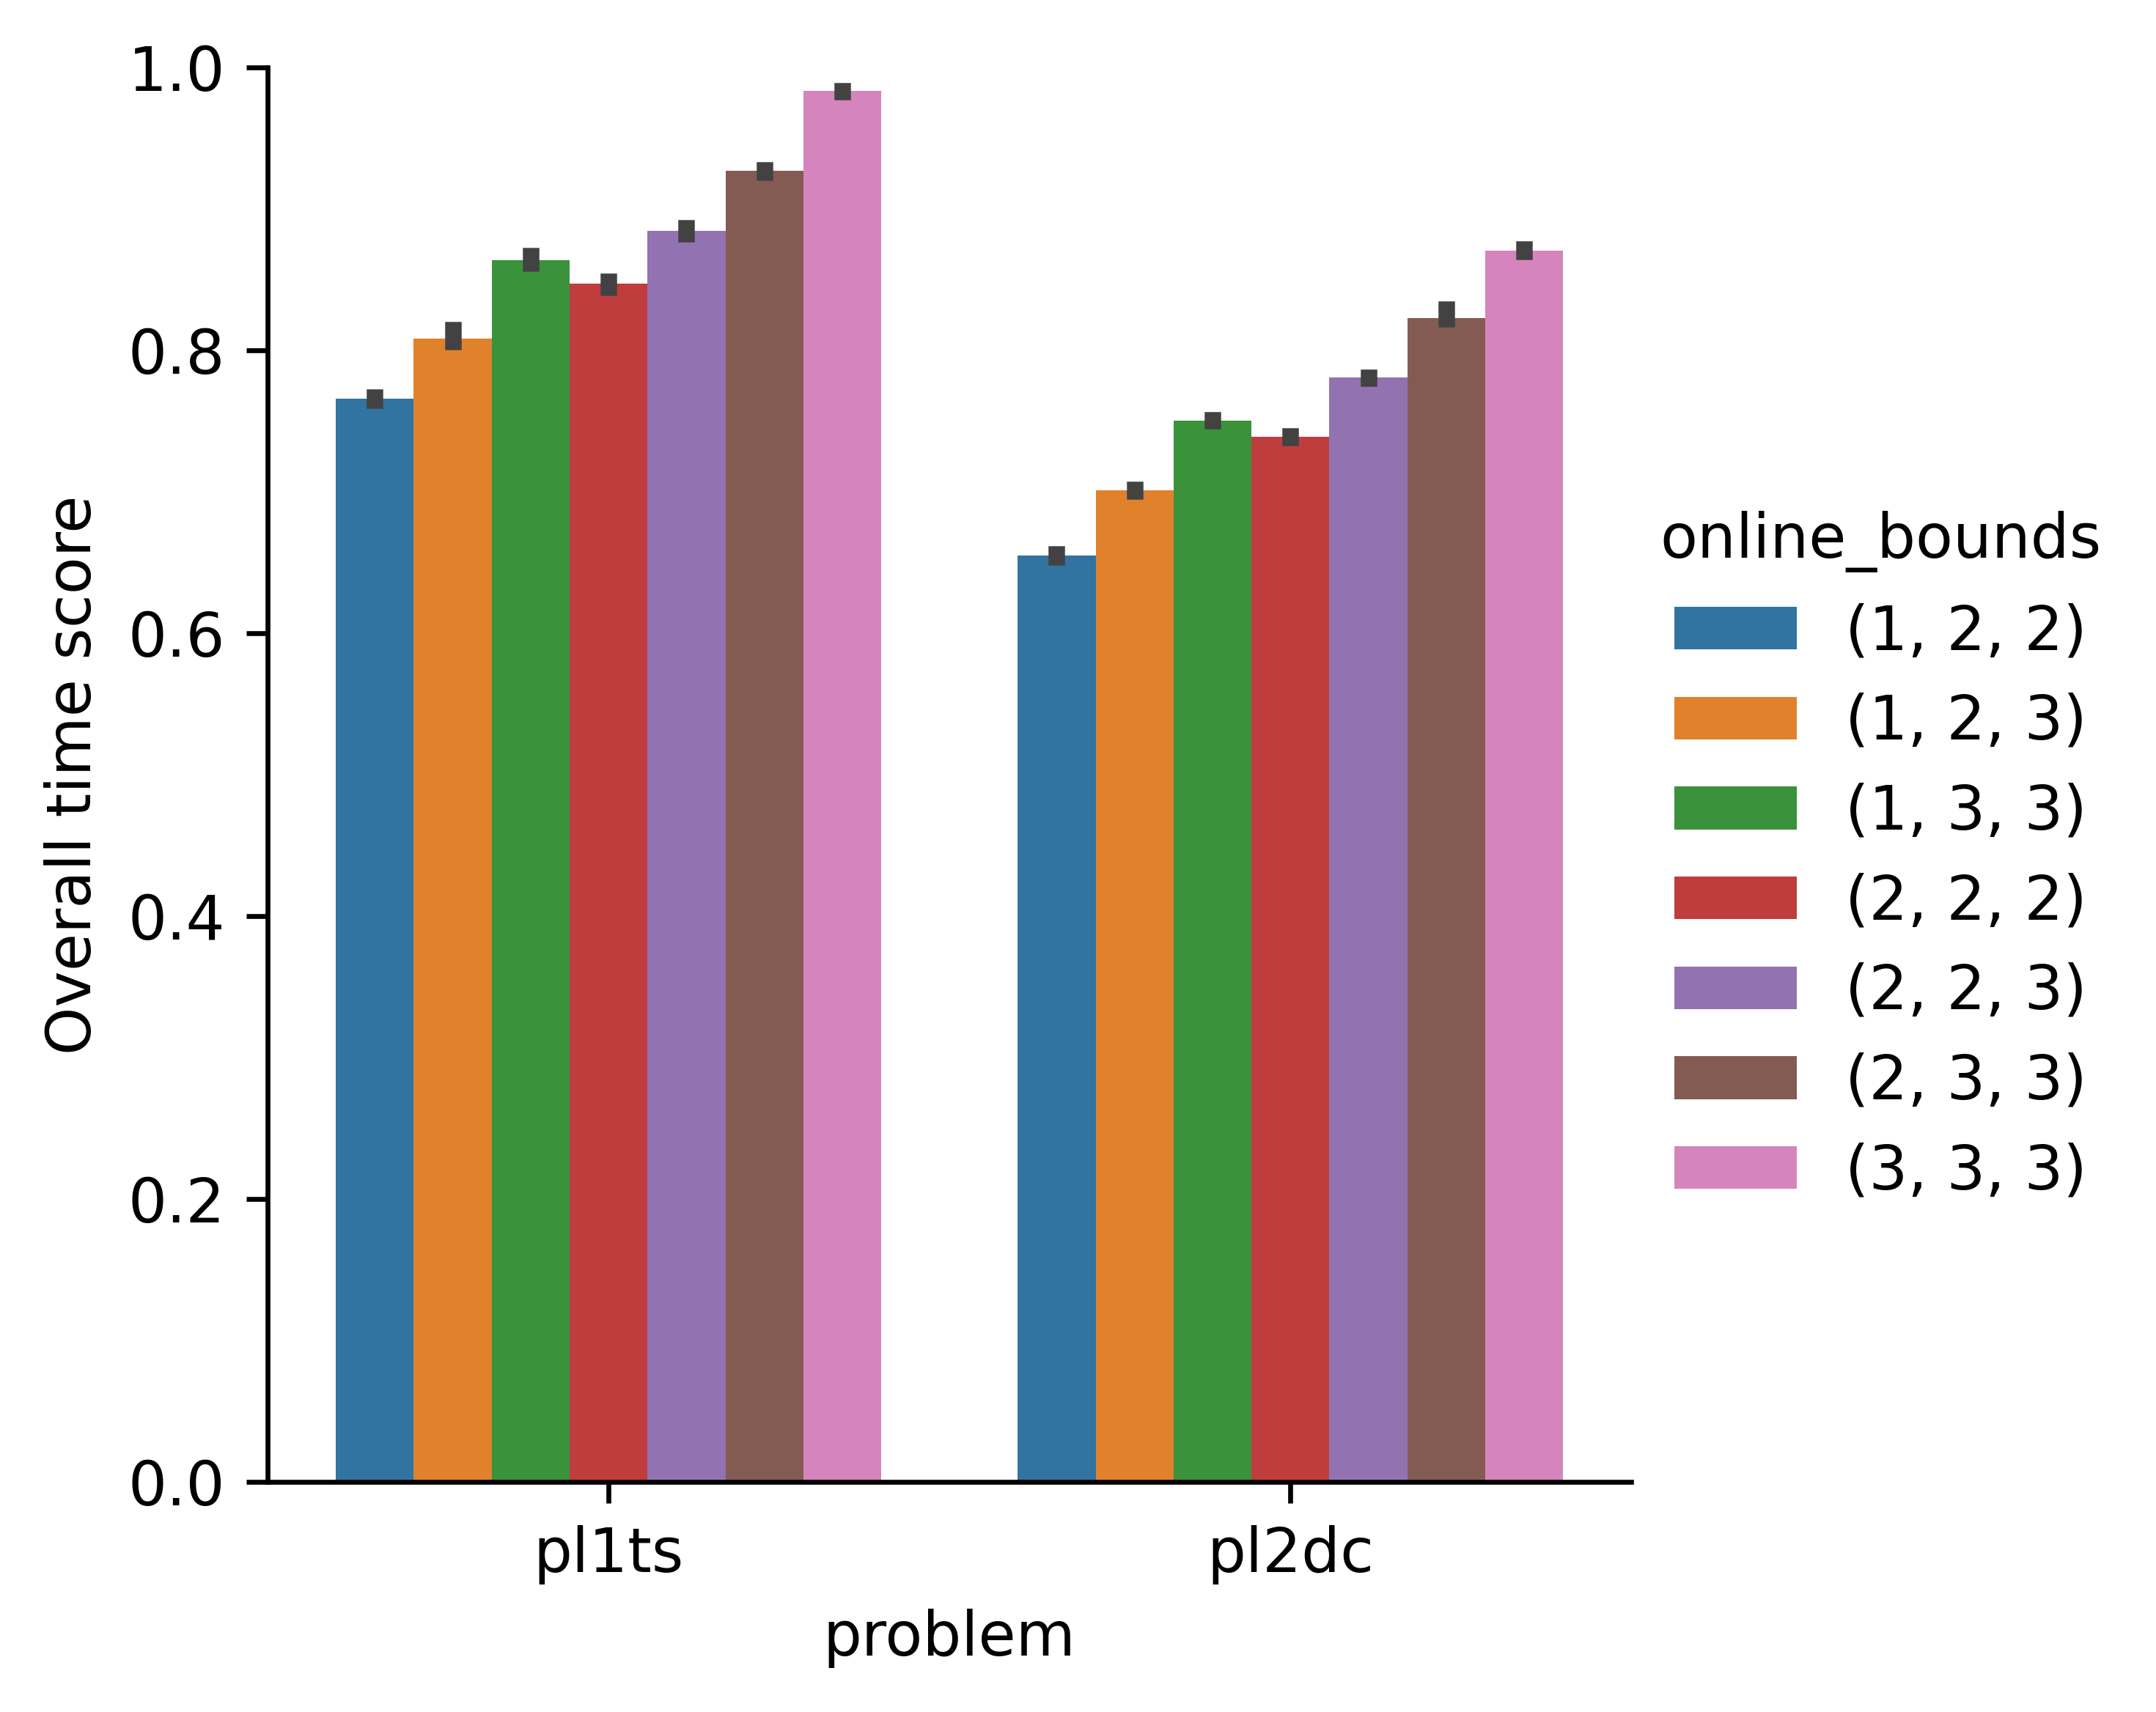 1.0
0.8
0.6
0.4
0.2
0.0
Overall time score
pl1ts
pl2dc
problem
online_bounds
(1, 2, 2)
(1, 2, 3)
(1, 3, 3)
(2, 2, 2)
(2, 2, 3)
(2, 3, 3)
(3, 3, 3)